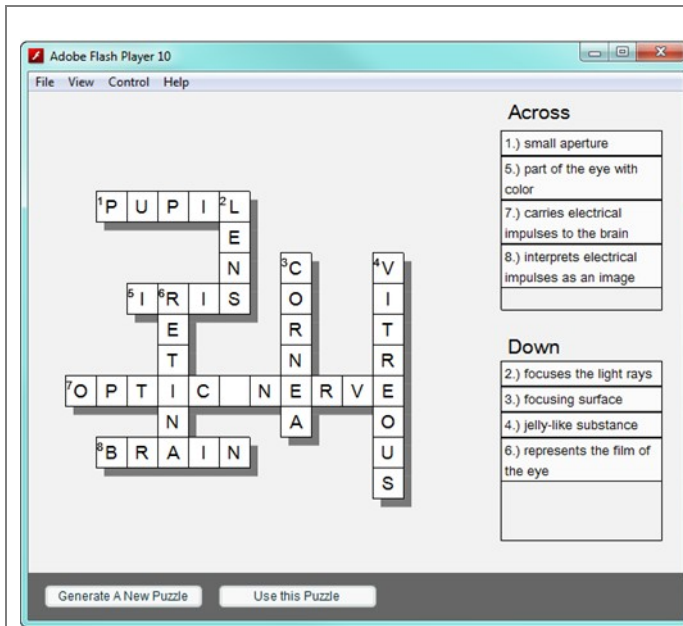 Adobe Flash Player 10
File View Control Help
Across
1.) small aperture
5.) part of the eye with
color
7.) carries electrical
impulses to the brain
8.) interprets electrical
impulses as an image
1 P U P I 2 L
E
N
3 C
4 V
5 I 6 R I S
O
I
E
R
T
T
N
R
7 O P T I C N E R V E
N
A
O
8 B R A I N
U
S
Down
2.) focuses the light rays
3.) focusing surface
4.) jelly-like substance
6.) represents the film of
the eye
Generate A New Puzzle
Use this Puzzle